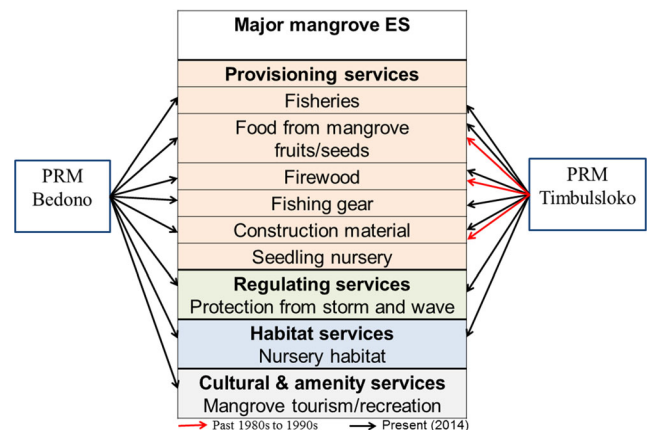 Major mangrove ES
Provisioning services
Fisheries
Food from mangrove
fruits/seeds
Firewood
Fishing gear
Construction material
Seedling nursery
Regulating services
Protection from storm and wave
Habitat services
Nursery habitat
Cultural & amenity services
Mangrove tourism/recreation
PRM
Bedono
PRM
Timbulsloko
Past 1980s to 1990s
Present (2014)